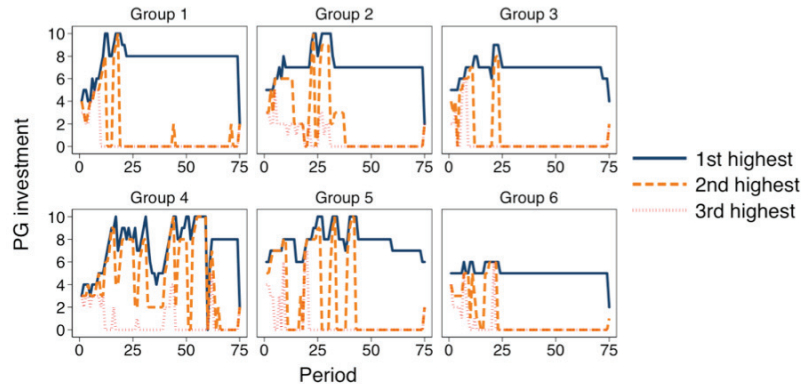 Group 1
Group 2
Group 3
10
8
6
4
2
0
1st highest
2nd highest
3rd highest
PG investment
Group 4
Group 5
Group 6
10
8
6
4
2
0
0 25 50 75
0 25 50 75
0 25 50 75
Period